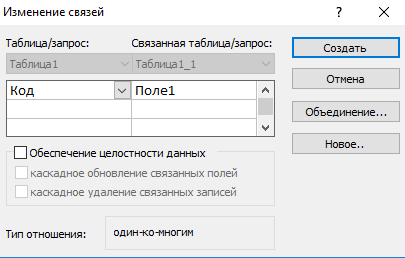 Изменение связей
Таблица/запрос: Связанная таблица/запрос:
Таблица1 Таблица1_1
Код Поле1
Обеспечение целостности данных
каскадное обновление связанных полей
каскадное удаление связанных записей
Тип отношения: один-ко-многим
Создать
Отмена
Объединение...
Новое..